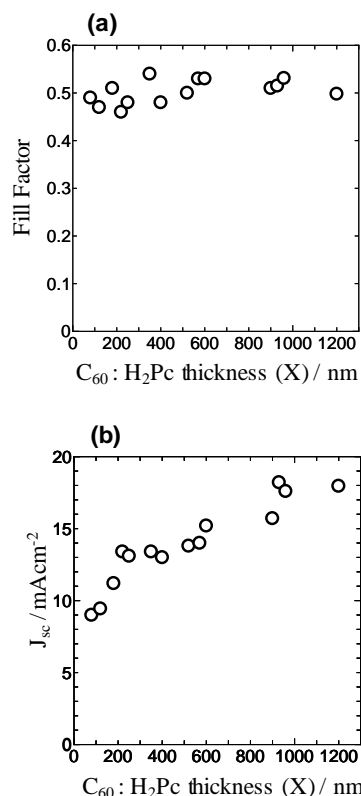 (a)
0.6
0.5
0.4
0.3
0.2
0.1
0
Fill Factor
200 400 600 800 1000 1200
C₆₀ : H₂Pc thickness (X) / nm
(b)
20
15
10
5
0
J_sc / mAcm⁻²
0 200 400 600 800 1000 1200
C₆₀ : H₂Pc thickness (X) / nm